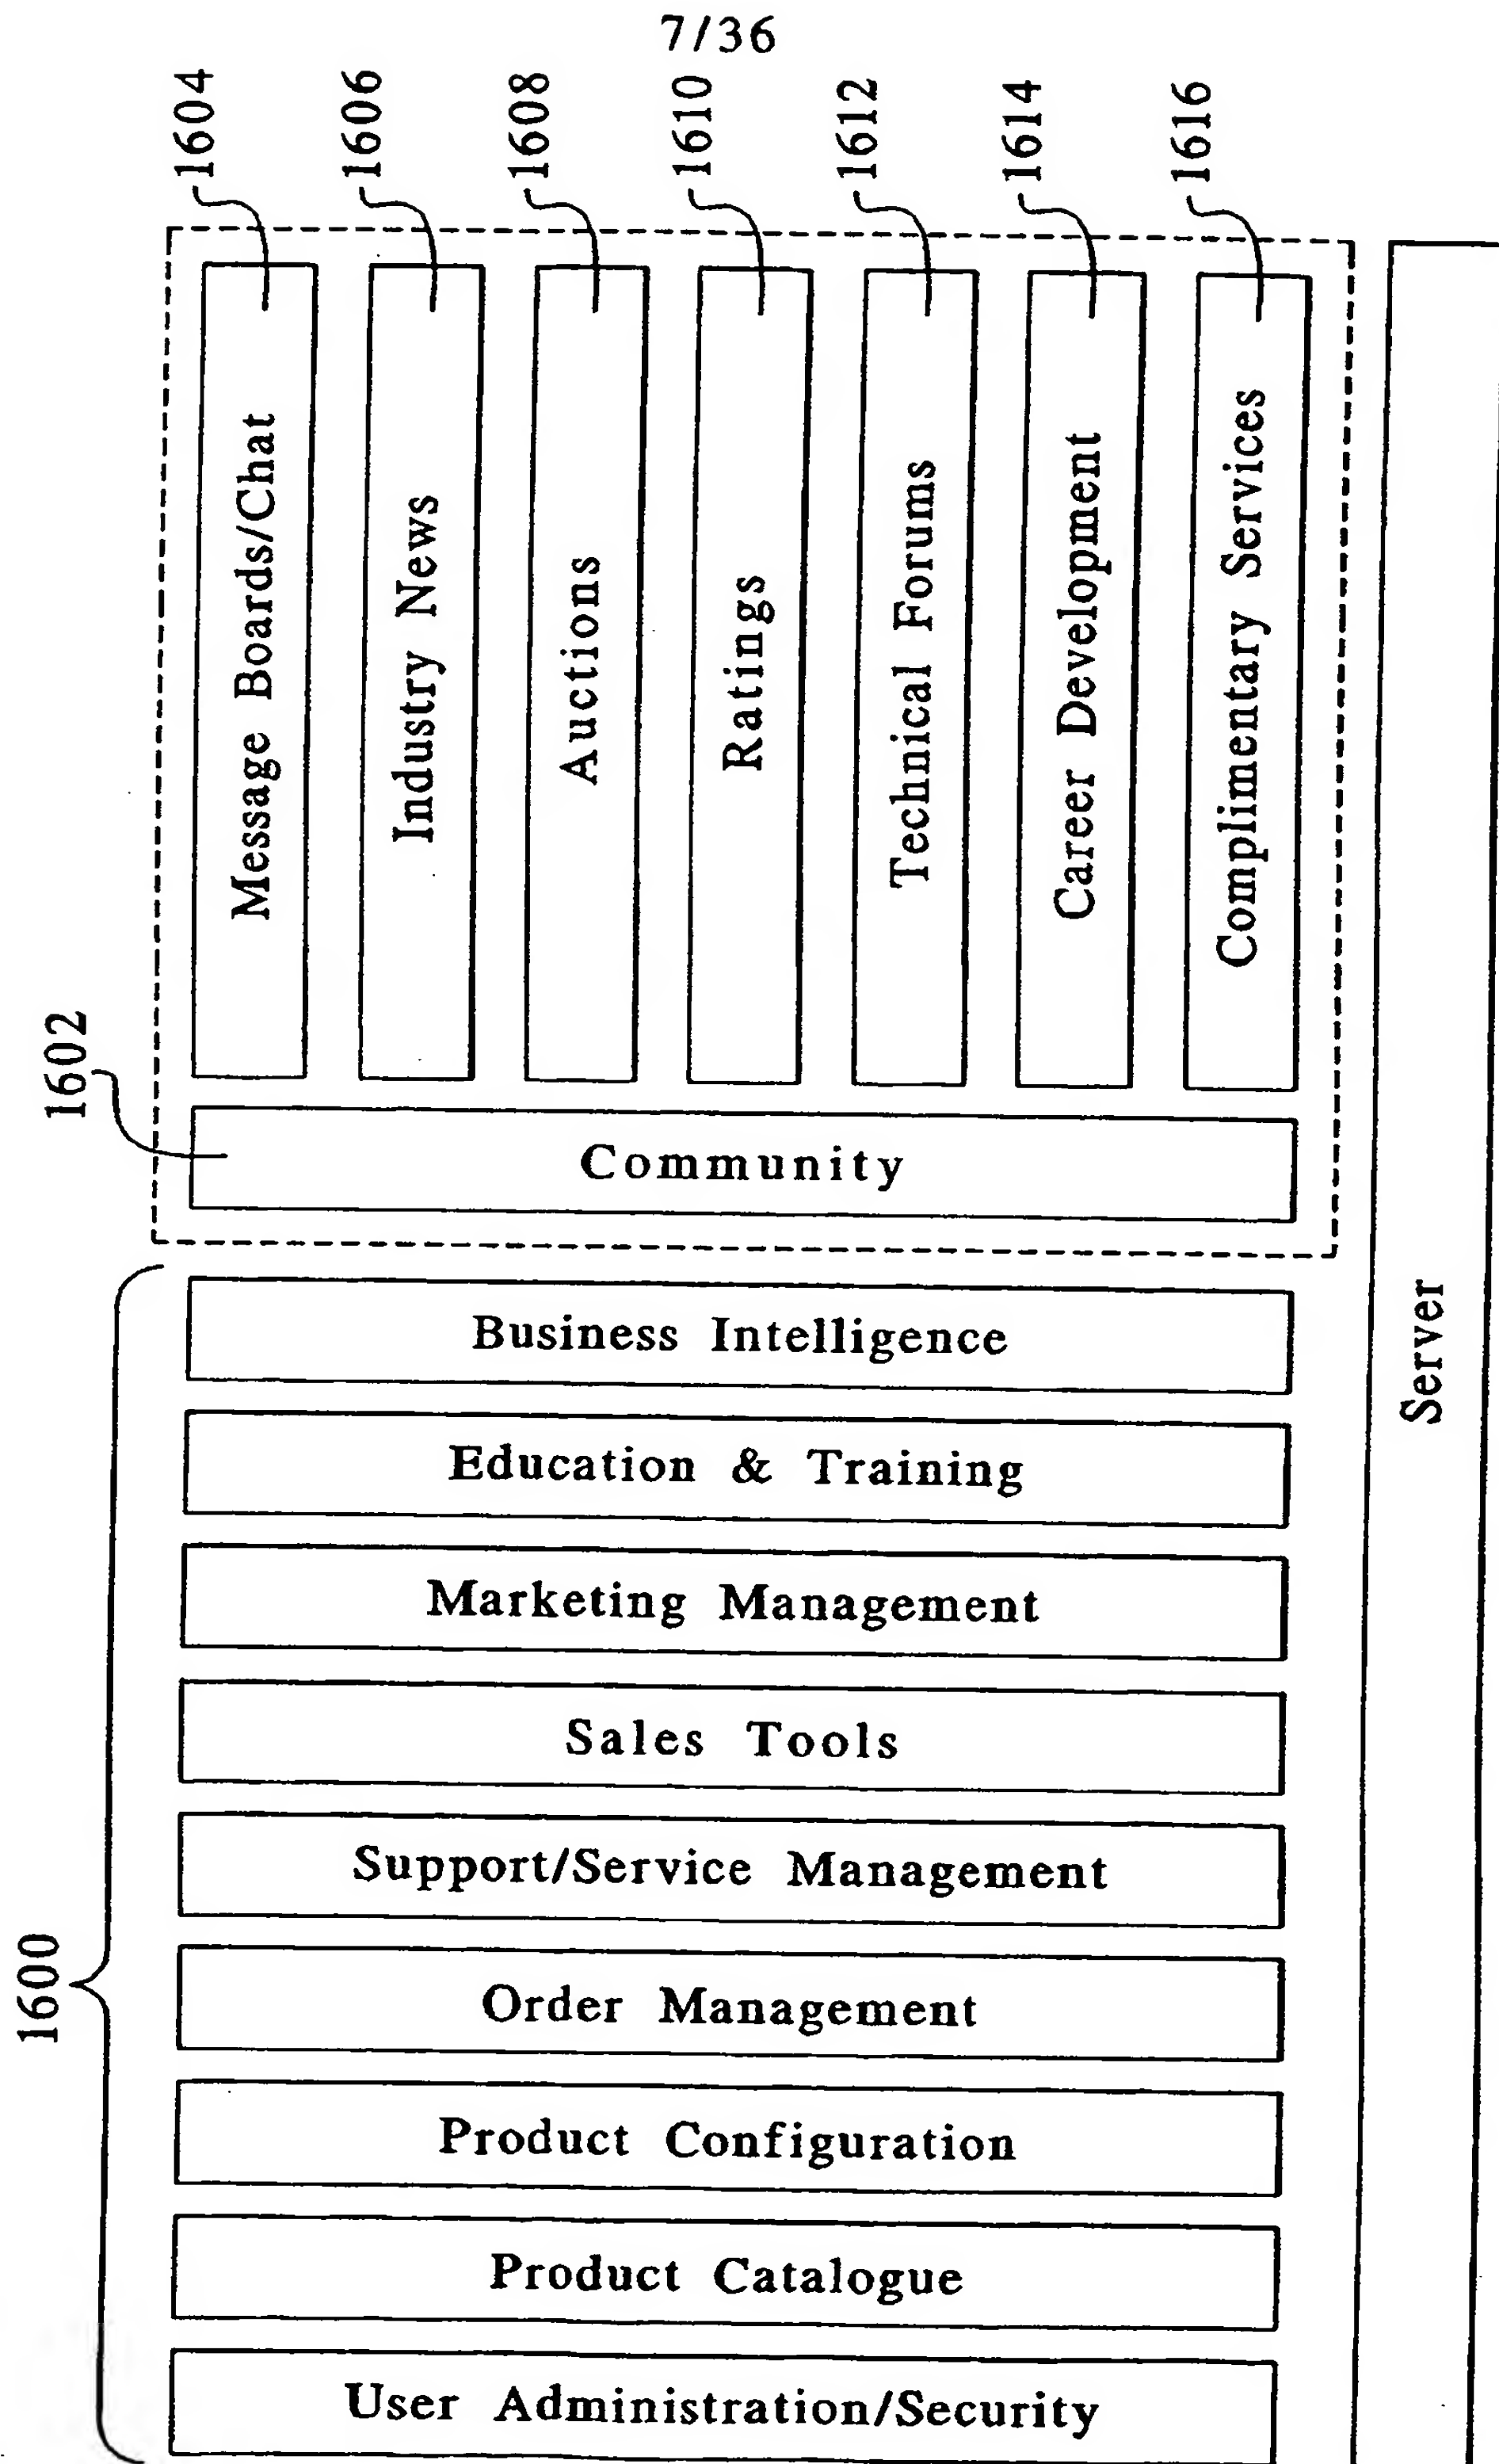 7/36
1604
1606
1608
1610
1612
1614
1616
Message Boards/Chat
Industry News
Auctions
Ratings
Technical Forums
Career Development
Complimentary Services
1602
Community
Business Intelligence
Education & Training
Marketing Management
Sales Tools
Support/Service Management
Order Management
Product Configuration
Product Catalogue
User Administration/Security
1600
Server